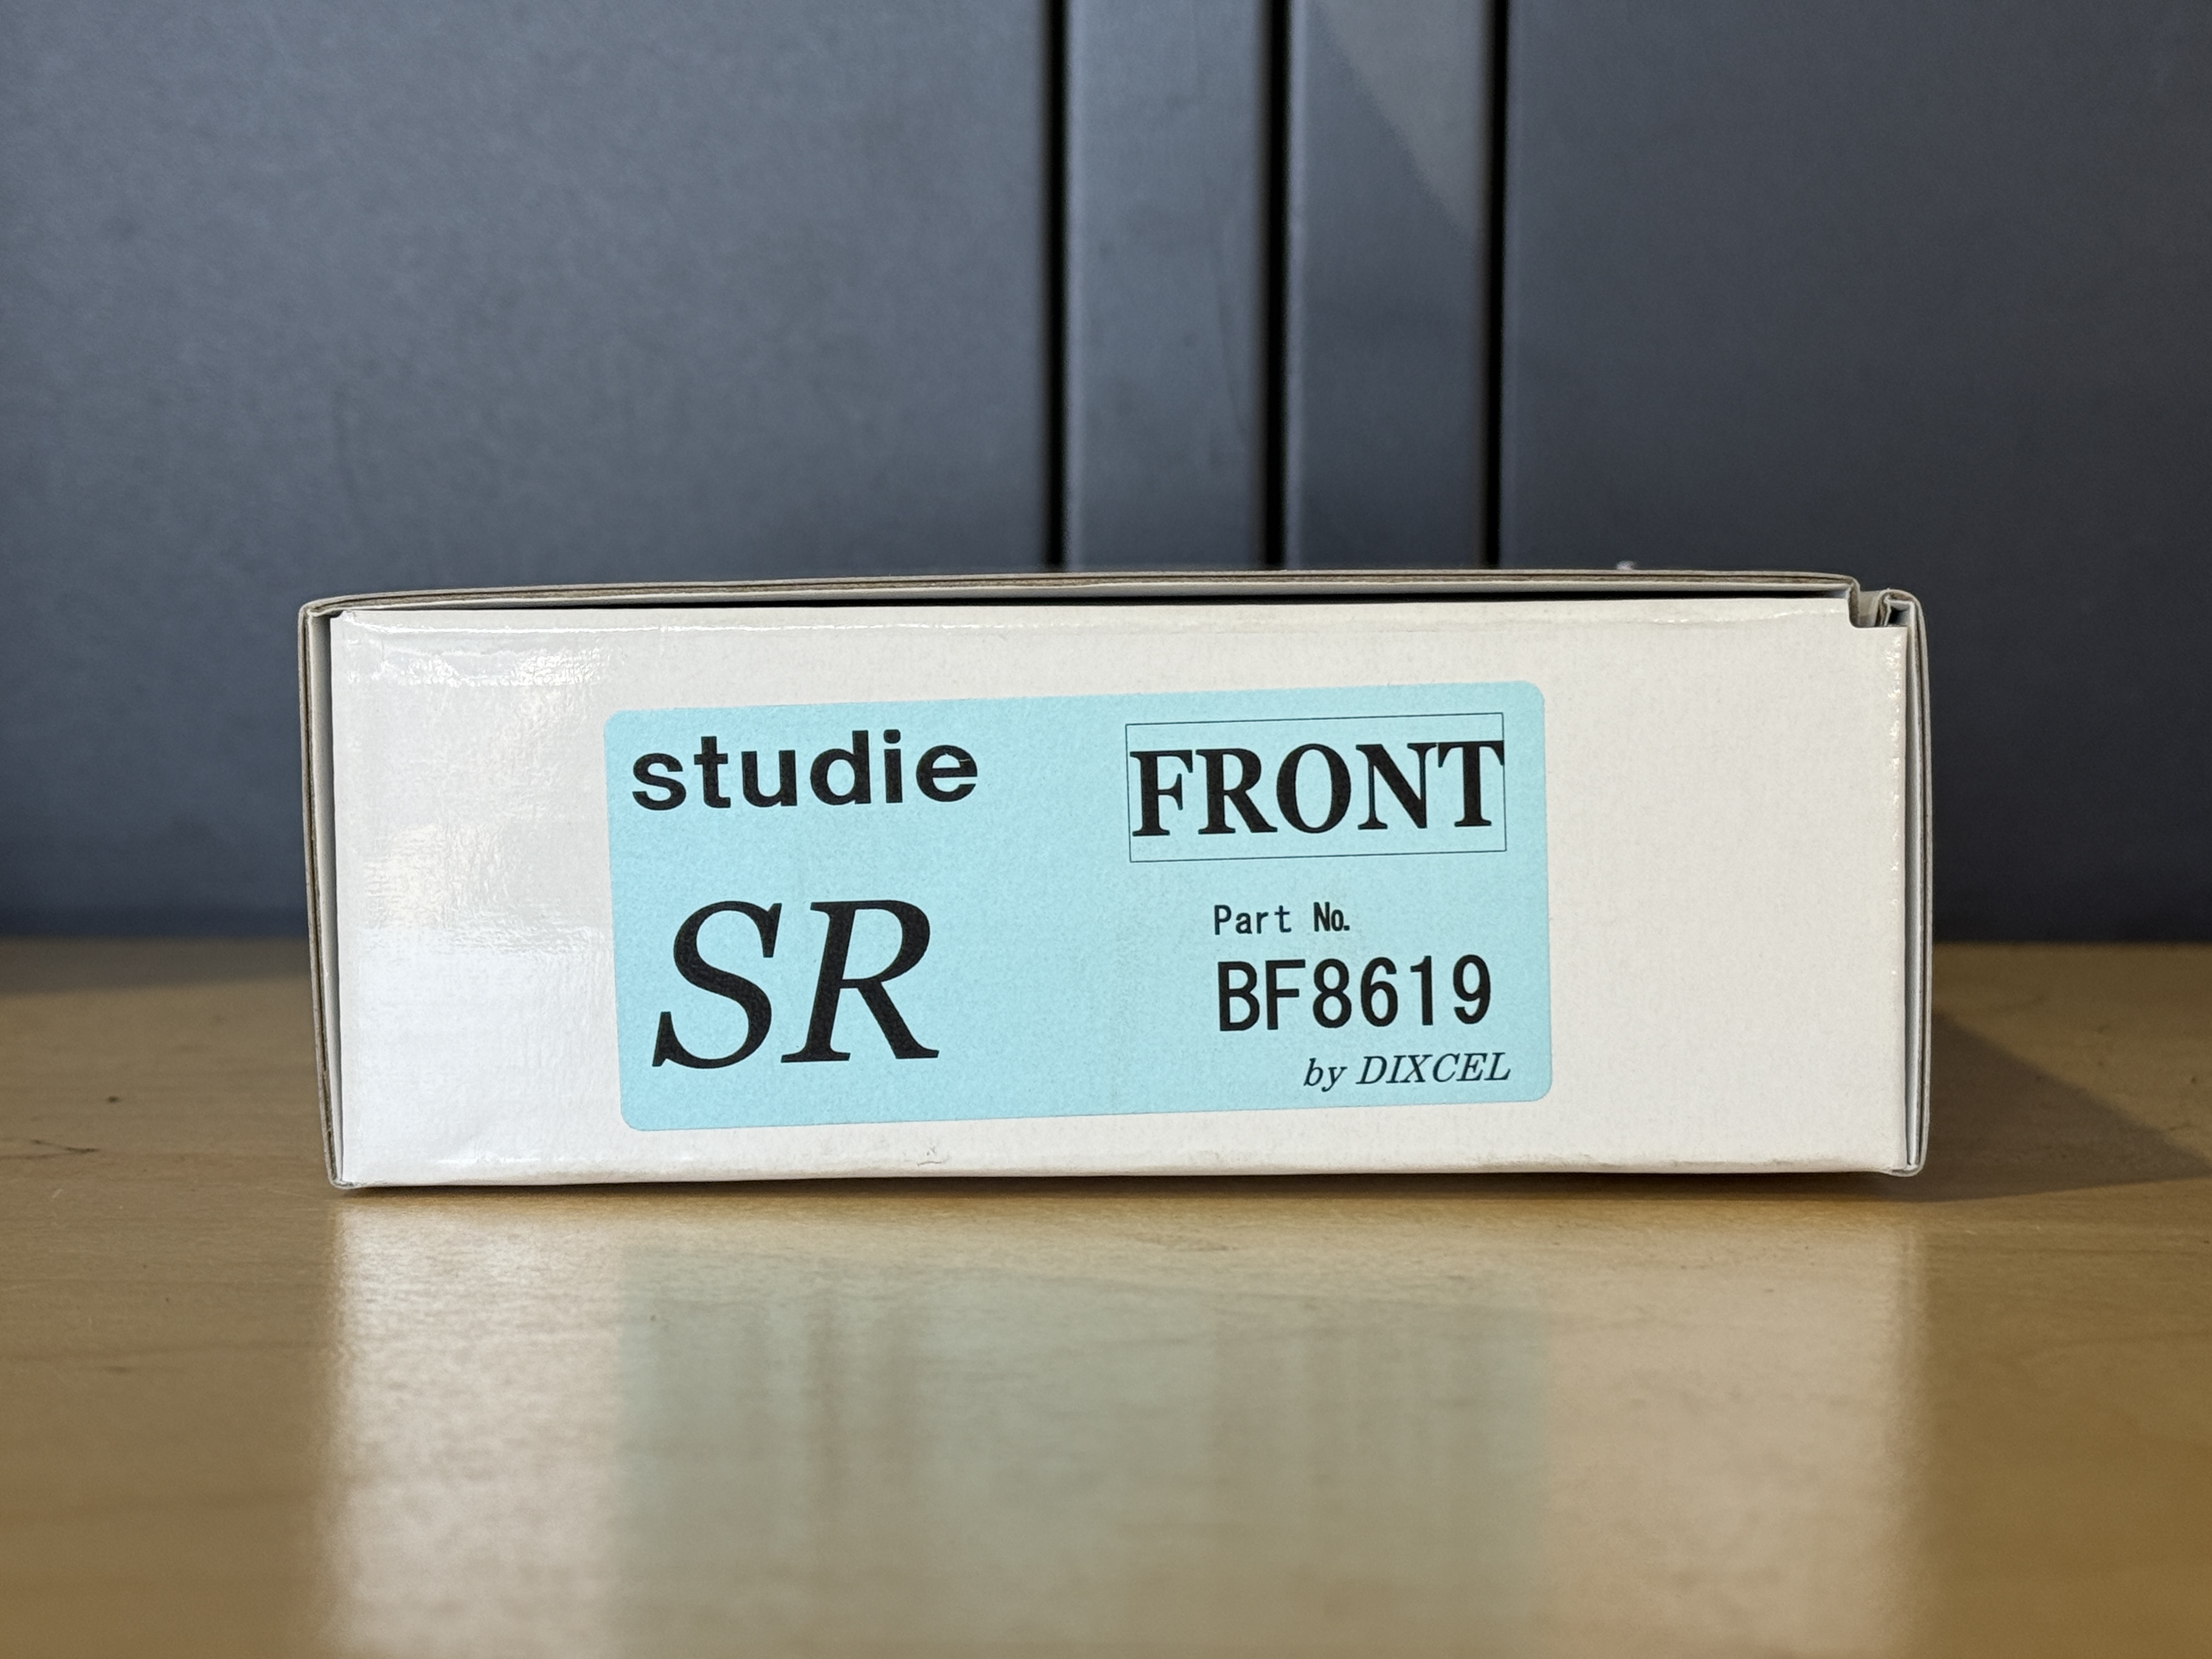 studie
FRONT
SR
Part No.
BF8619
by DIXCEL